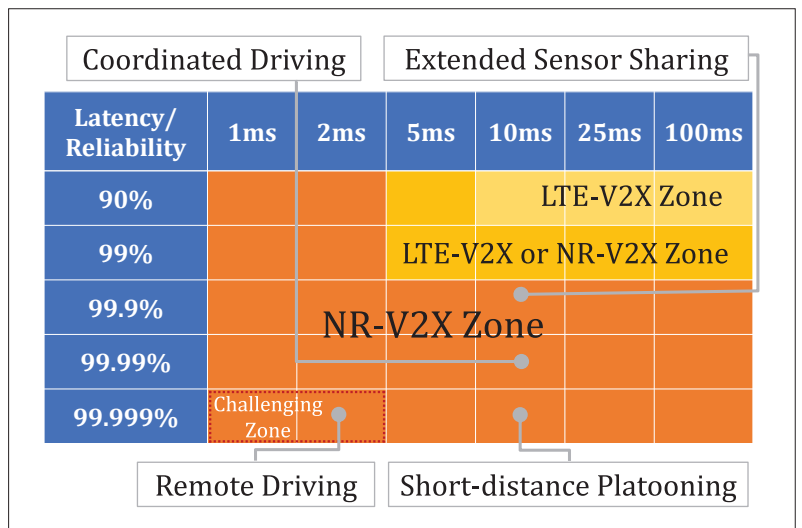 Coordinated Driving
Extended Sensor Sharing
Latency/
Reliability
1ms
2ms
5ms
10ms
25ms
100ms
90%
LTE-V2X Zone
99%
LTE-V2X or NR-V2X Zone
99.9%
NR-V2X Zone
99.99%
99.999%
Challenging
Zone
Remote Driving
Short-distance Platooning